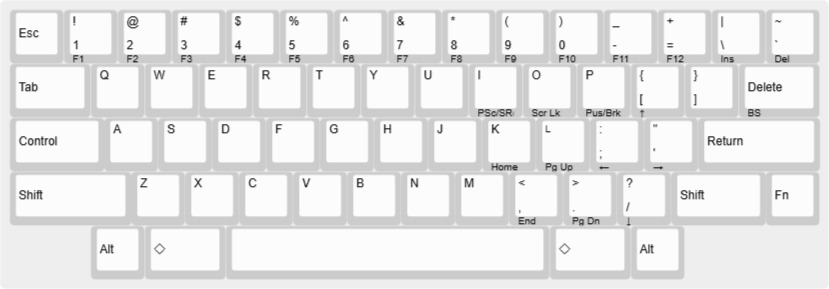 Esc ! @ # $ % ^ & * ( ) _ + | ~
1 2 3 4 5 6 7 8 9 0 - = \ `
F1 F2 F3 F4 F5 F6 F7 F8 F9 F10 F11 F12 Ins Del
Tab Q W E R T Y U I O P { } Delete
[ ]
PSc/SR Scr Lk Pus/Brk ↑ BS
Control A S D F G H J K L : " Return
; '
Home Pg Up ← →
Shift Z X C V B N M < > ? Shift Fn
, . /
End Pg Dn ↓
Alt ◇ ◇ Alt